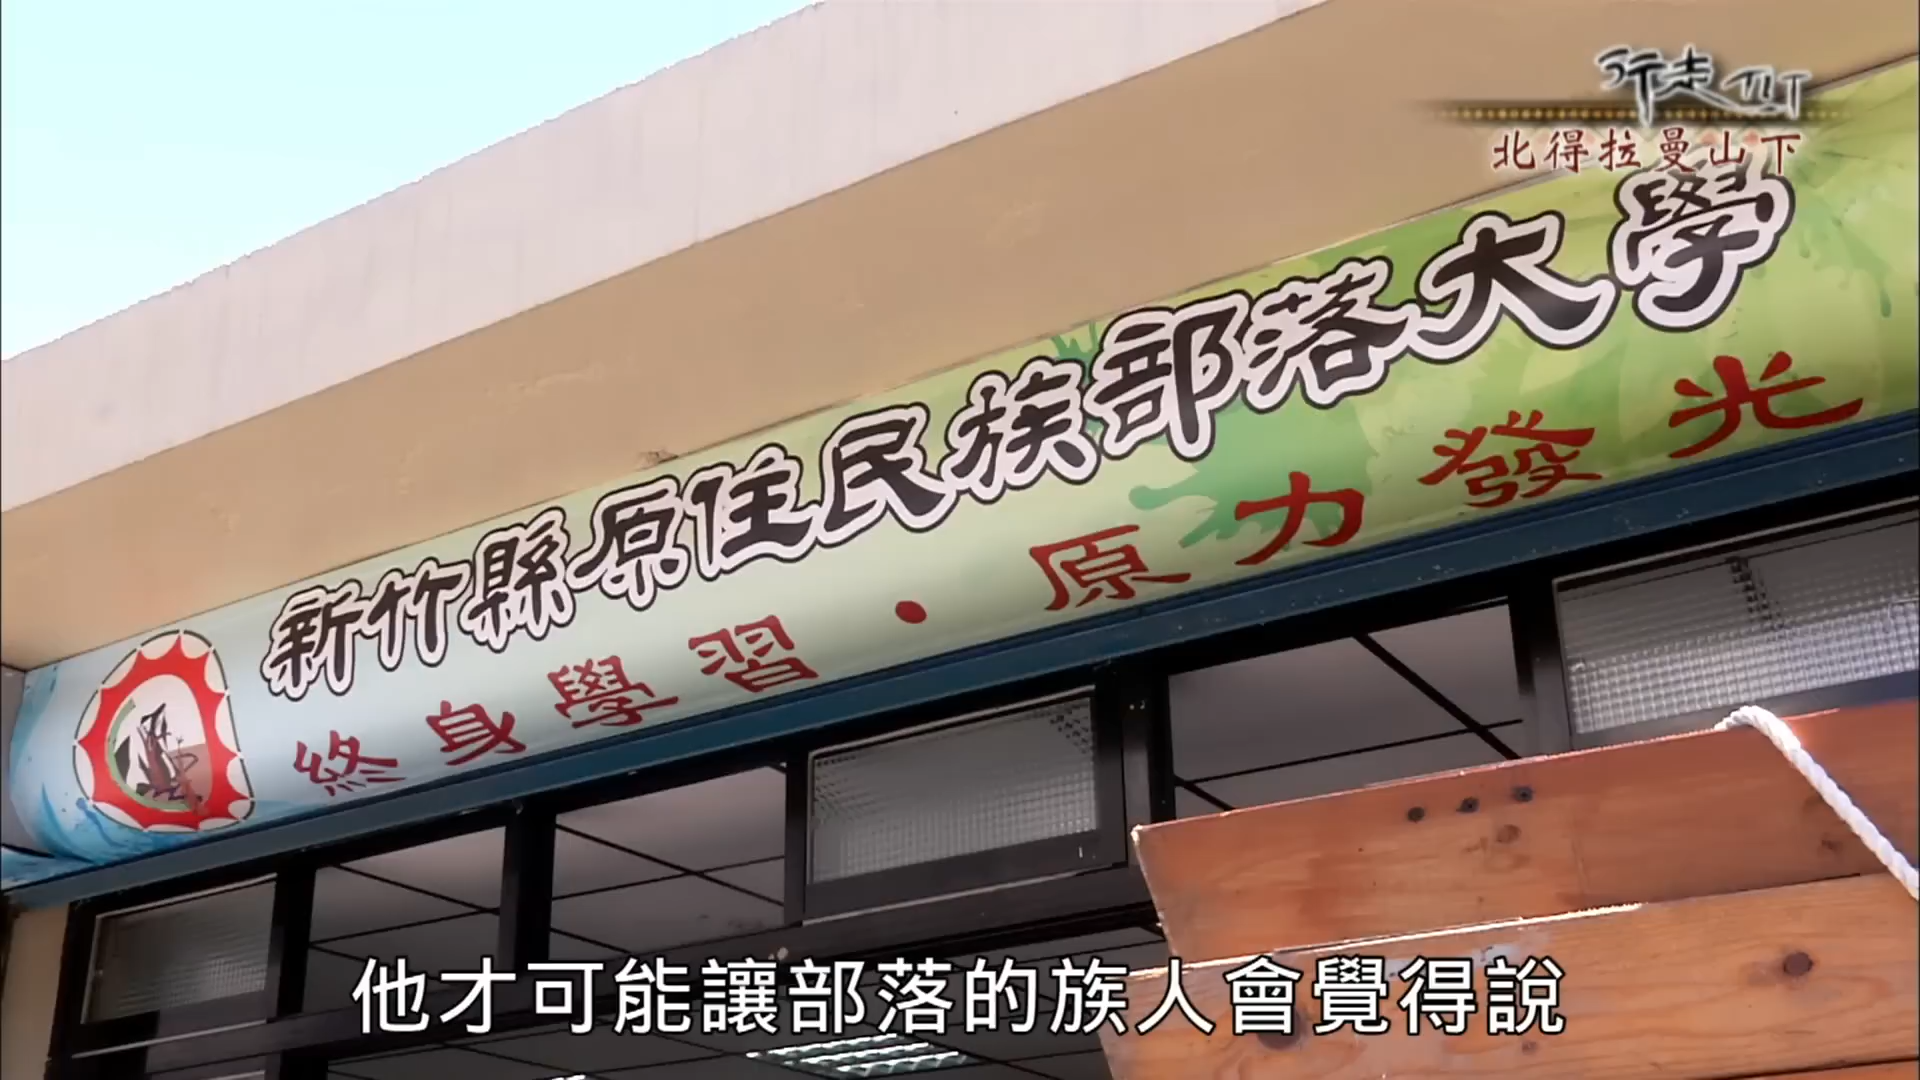 行走TIT
北得拉曼山下
新竹縣原住民族部落大學
終身學習・原力發光
他才可能讓部落的族人會覺得說